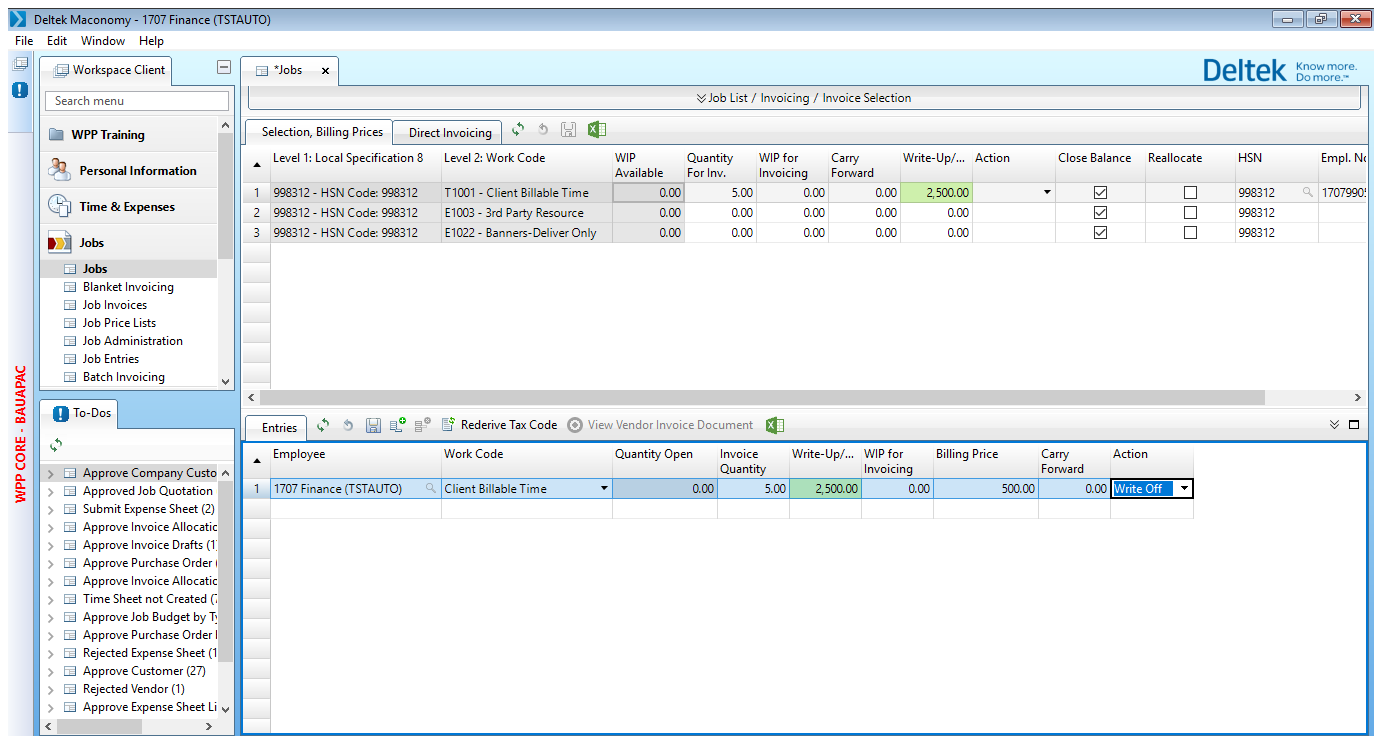 Deltek Maconomy - 1707 Finance (TSTAUTO)
File Edit Window Help
Workspace Client
Search menu
WPP Training
Personal Information
Time & Expenses
Jobs
Jobs
Blanket Invoicing
Job Invoices
Job Price Lists
Job Administration
Job Entries
Batch Invoicing
WPP CORE - BAUAPAC
To-Dos
Approve Company Custo
Approved Job Quotation
Submit Expense Sheet (2)
Approve Invoice Allocatic
Approve Invoice Drafts (1
Approve Purchase Order (
Approve Invoice Allocatic
Time Sheet not Created (7
Approve Job Budget by Ty
Approve Purchase Order
Rejected Expense Sheet (1
Approve Customer (27)
Rejected Vendor (1)
Approve Expense Sheet Li
*Jobs x
Deltek Know more.
Do more.™
Job List / Invoicing / Invoice Selection
Selection, Billing Prices Direct Invoicing
Level 1: Local Specification 8 Level 2: Work Code WIP Available Quantity For Inv. WIP for Invoicing Carry Forward Write-Up/... Action Close Balance Reallocate HSN Empl. No
1 998312 - HSN Code: 998312 T1001 - Client Billable Time 0.00 5.00 0.00 0.00 2,500.00 998312 1707990
2 998312 - HSN Code: 998312 E1003 - 3rd Party Resource 0.00 0.00 0.00 0.00 0.00 998312
3 998312 - HSN Code: 998312 E1022 - Banners-Deliver Only 0.00 0.00 0.00 0.00 0.00 998312
Entries Rederive Tax Code View Vendor Invoice Document
Employee Work Code Quantity Open Invoice Quantity Write-Up/... WIP for Invoicing Billing Price Carry Forward Action
1 1707 Finance (TSTAUTO) Client Billable Time 0.00 5.00 2,500.00 0.00 500.00 0.00 Write Off